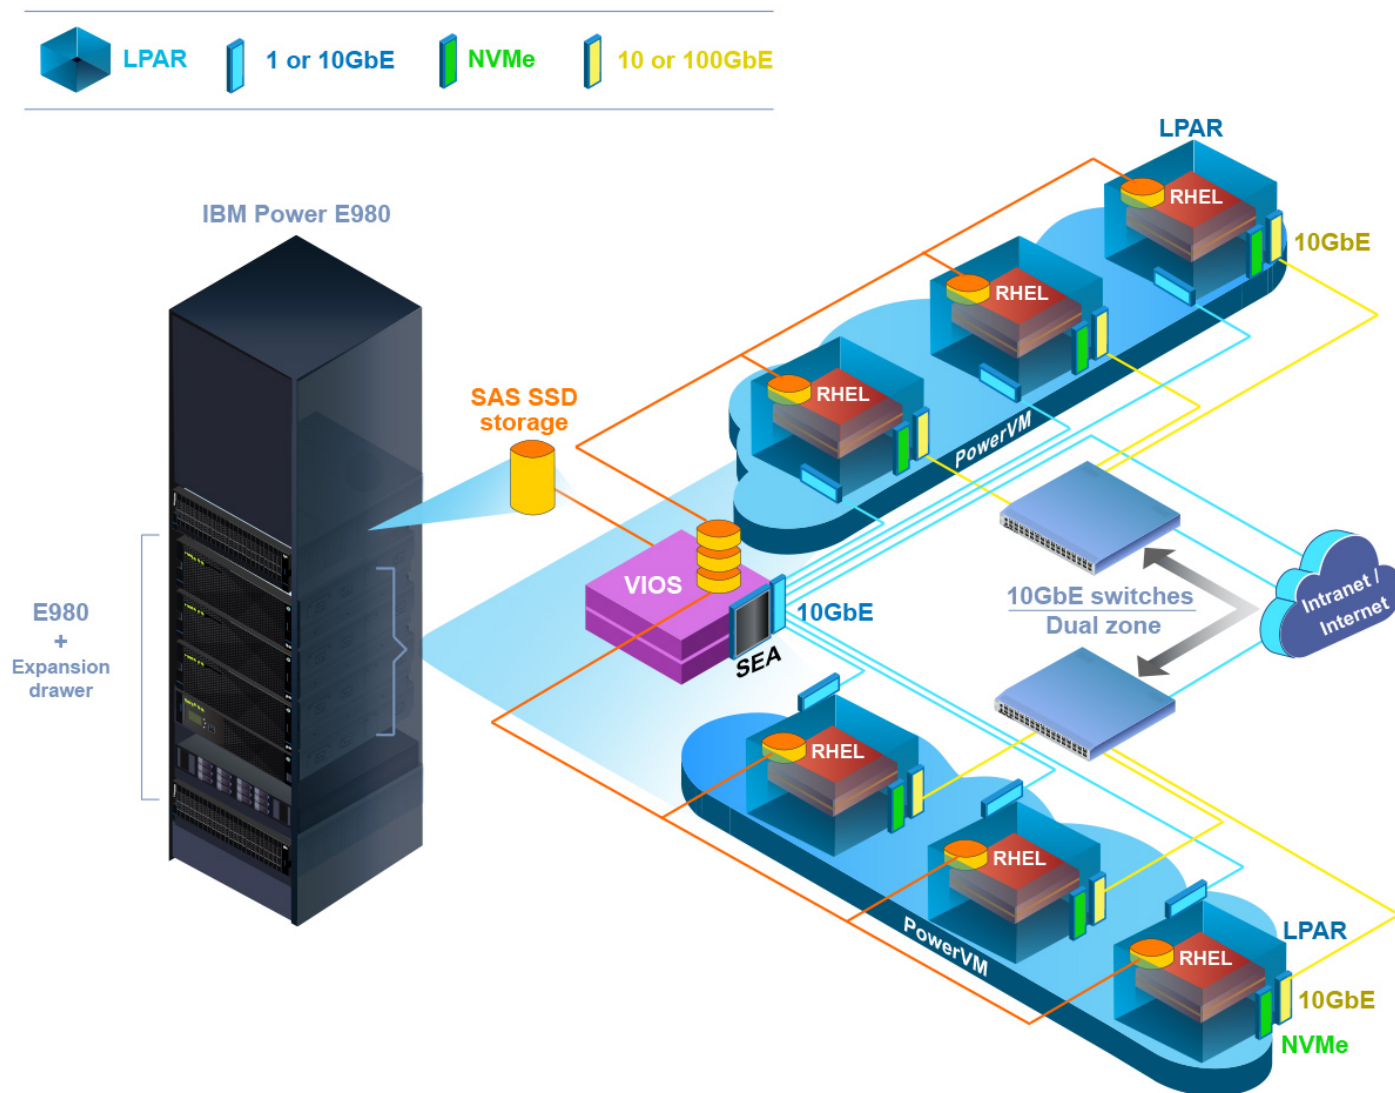 LPAR
1 or 10GbE
NVMe
10 or 100GbE
LPAR
IBM Power E980
RHEL
10GbE
RHEL
RHEL
SAS SSD
storage
PowerVM
VIOS
10GbE
SEA
10GbE switches
Dual zone
Intranet /
Internet
E980
+
Expansion
drawer
RHEL
RHEL
PowerVM
LPAR
RHEL
10GbE
NVMe